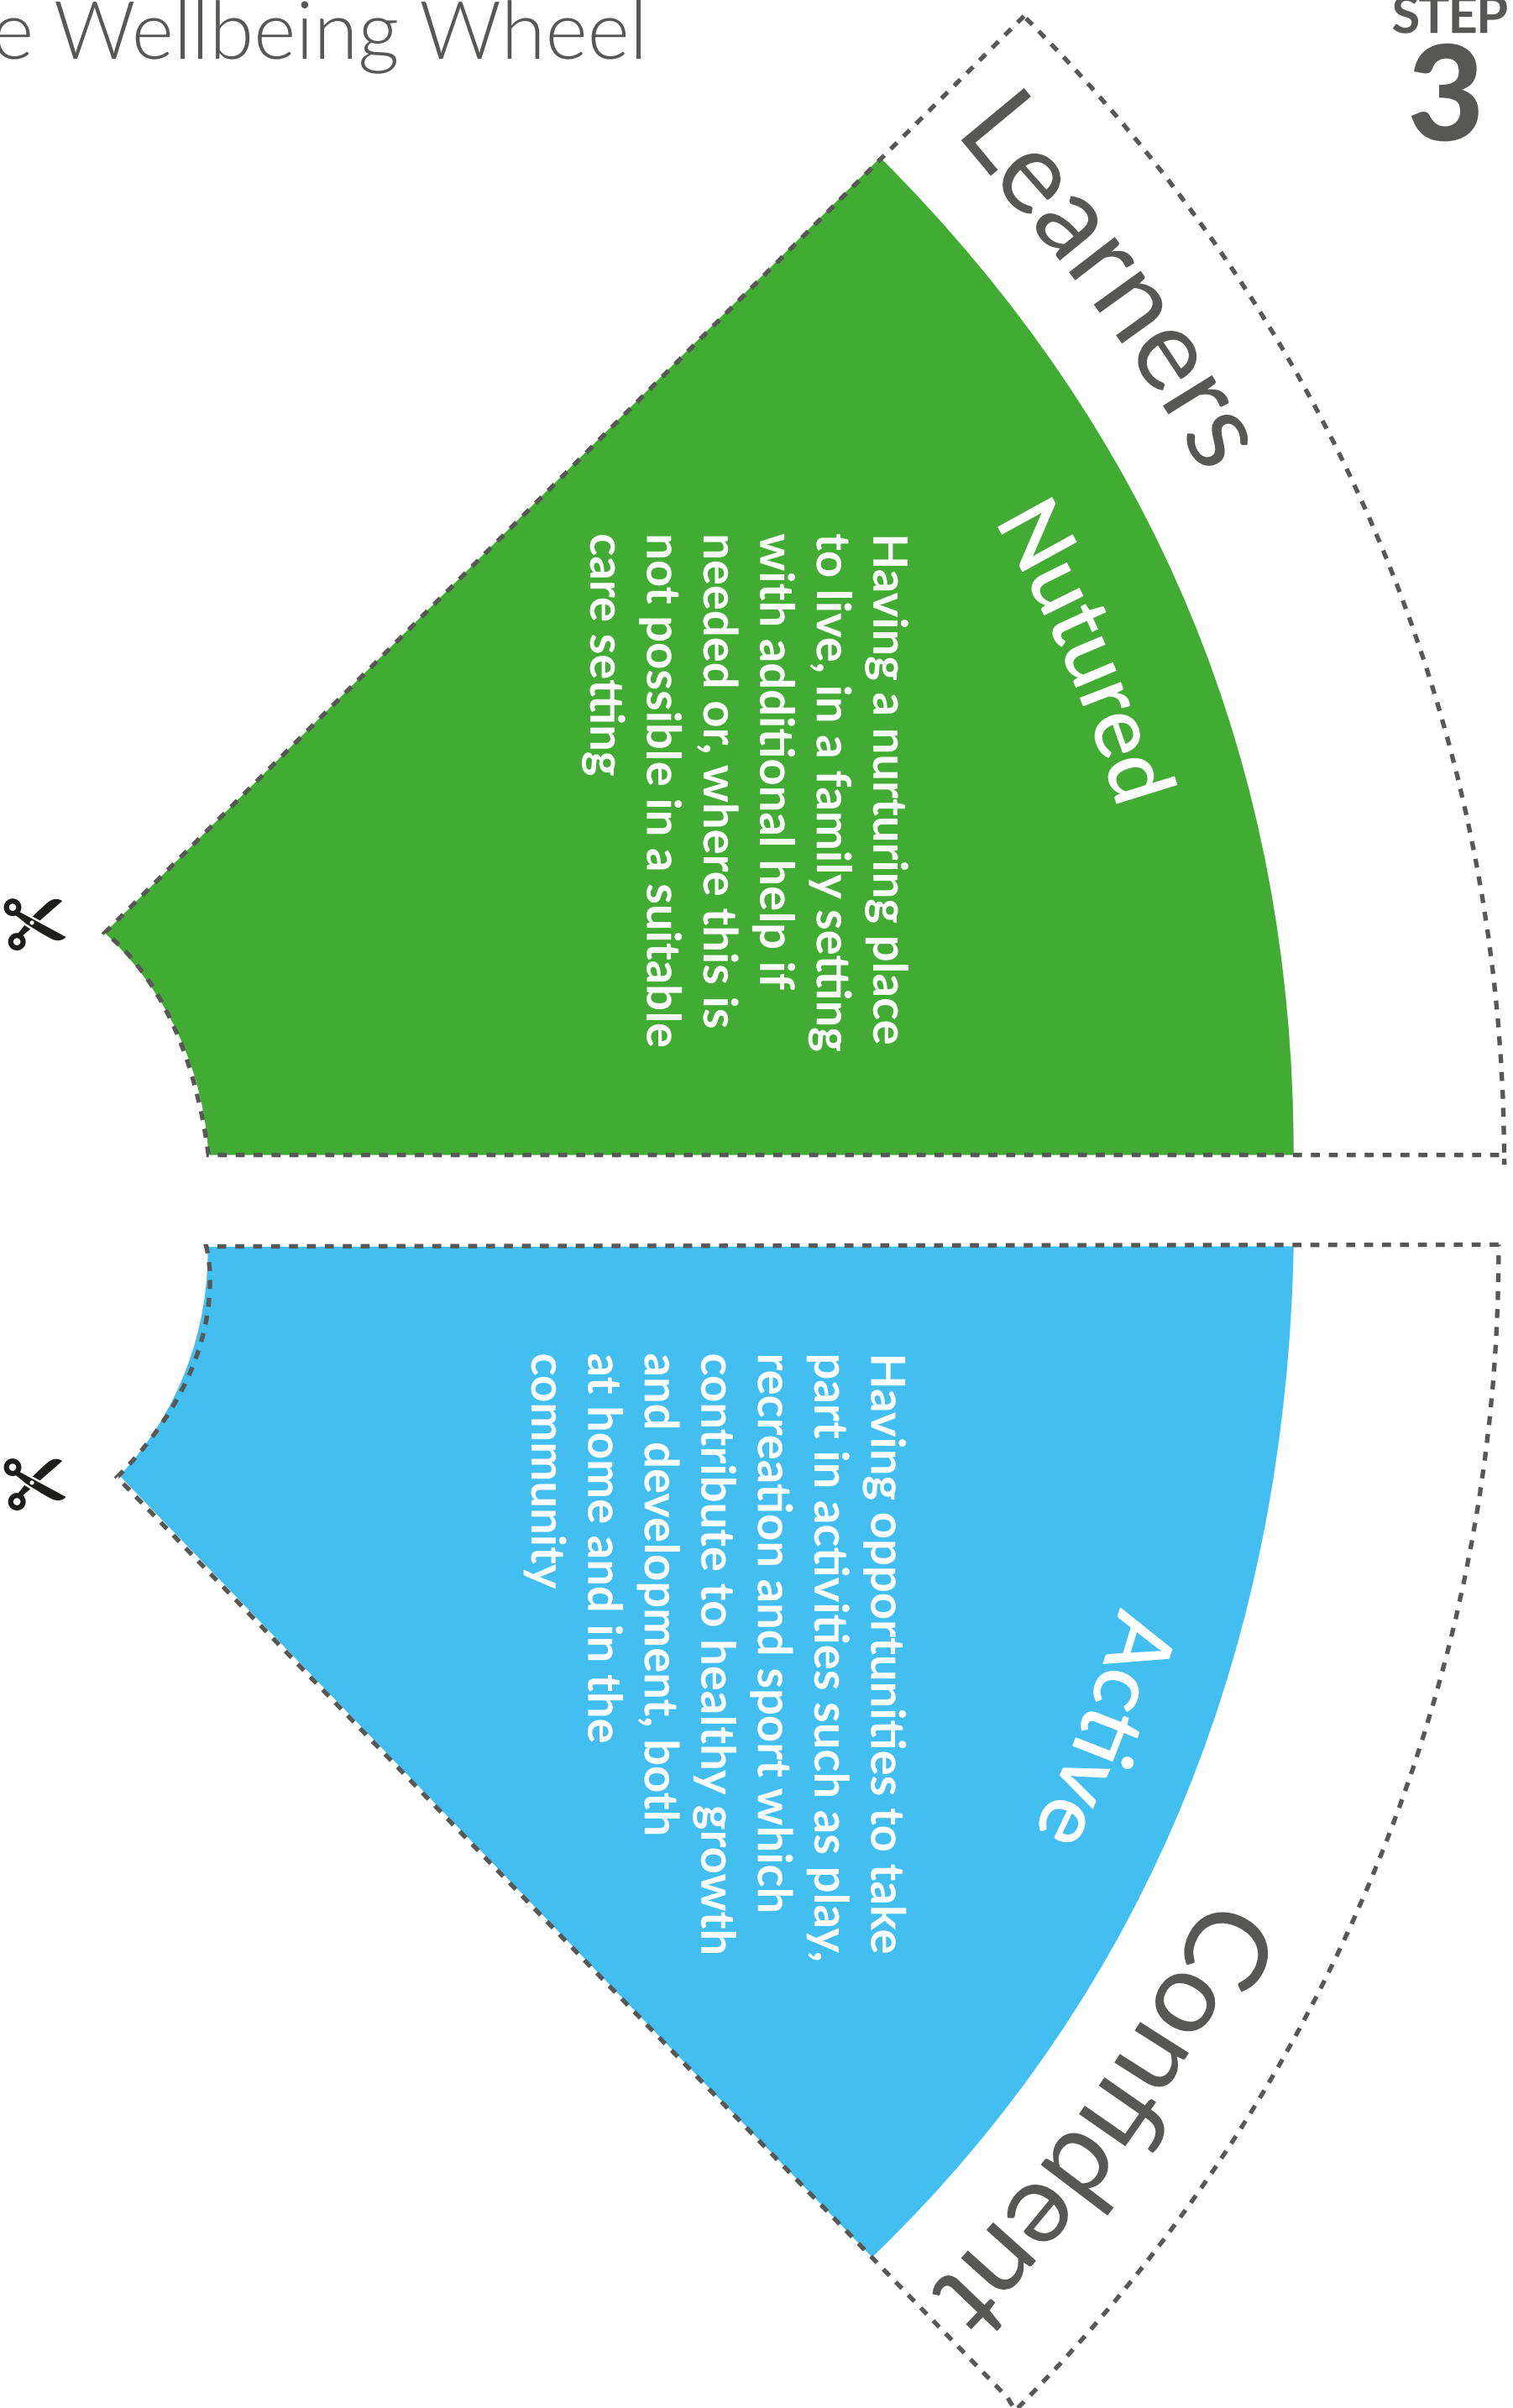 e Wellbeing Wheel
STEP
3
Learners
Nutured
Having a nurturing place
to live, in a family setting
with additional help if
needed or, where this is
not possible in a suitable
care setting
Active
Having opportunities to take
part in activities such as play,
recreation and sport which
contribute to healthy growth
and development, both
at home and in the
community
Confident